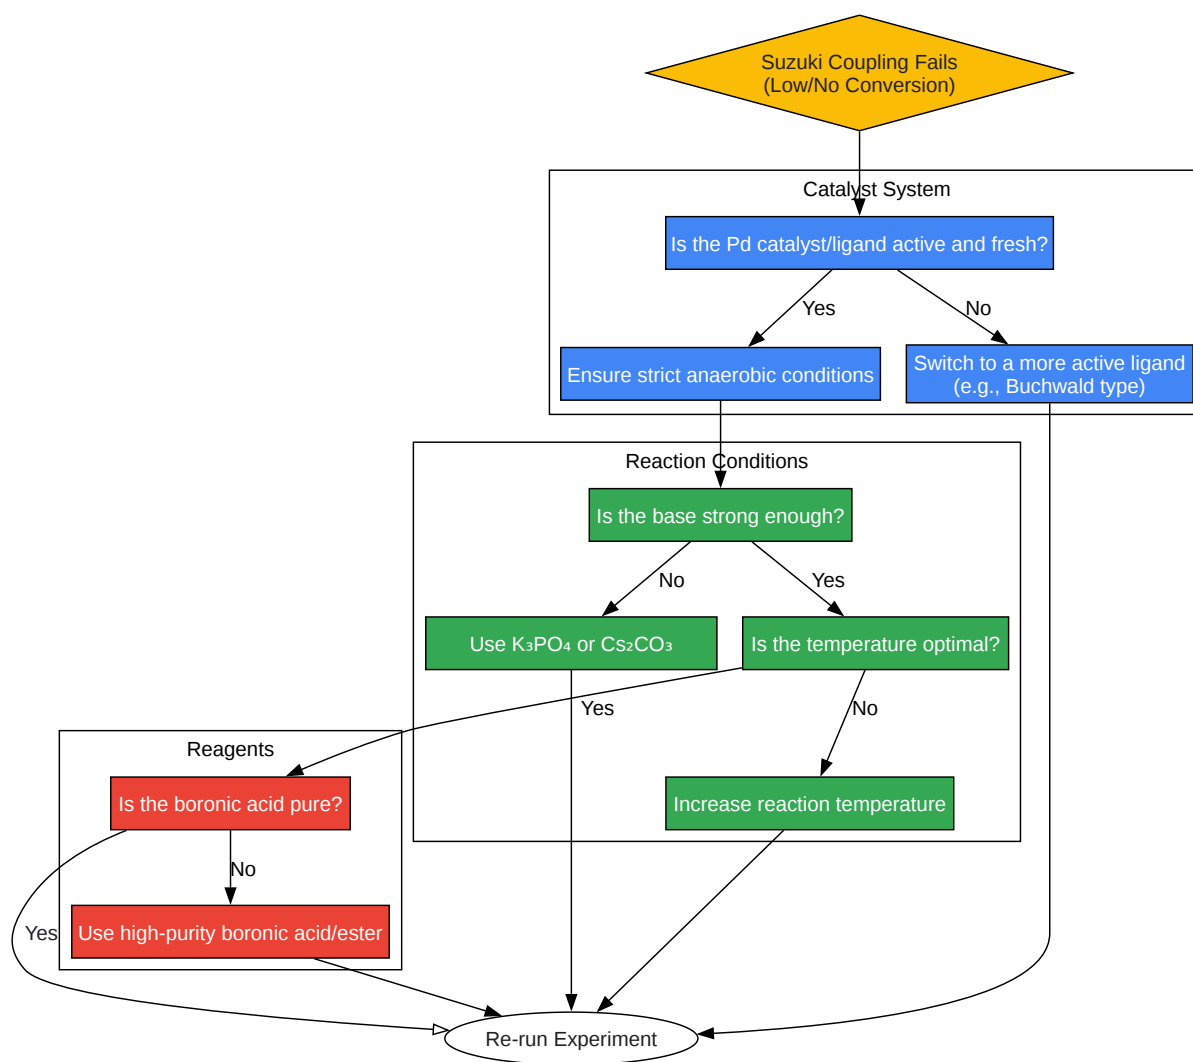 Suzuki Coupling Fails
(Low/No Conversion)
Catalyst System
Is the Pd catalyst/ligand active and fresh?
Yes
No
Ensure strict anaerobic conditions
Switch to a more active ligand
(e.g., Buchwald type)
Reaction Conditions
Is the base strong enough?
No
Yes
Use K₃PO₄ or Cs₂CO₃
Is the temperature optimal?
Yes
No
Reagents
Is the boronic acid pure?
Increase reaction temperature
No
Yes
Use high-purity boronic acid/ester
Re-run Experiment